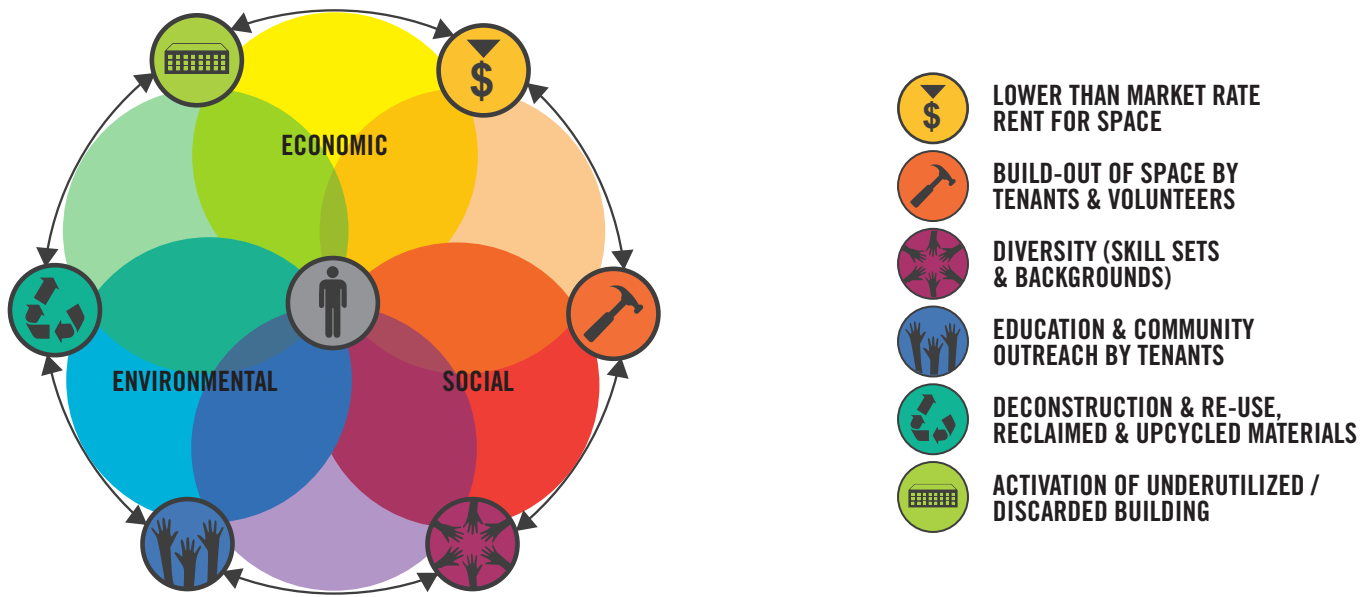 ECONOMIC
ENVIRONMENTAL
SOCIAL
$
$
LOWER THAN MARKET RATE
RENT FOR SPACE
BUILD-OUT OF SPACE BY
TENANTS & VOLUNTEERS
DIVERSITY (SKILL SETS
& BACKGROUNDS)
EDUCATION & COMMUNITY
OUTREACH BY TENANTS
DECONSTRUCTION & RE-USE,
RECLAIMED & UPCYCLED MATERIALS
ACTIVATION OF UNDERUTILIZED /
DISCARDED BUILDING